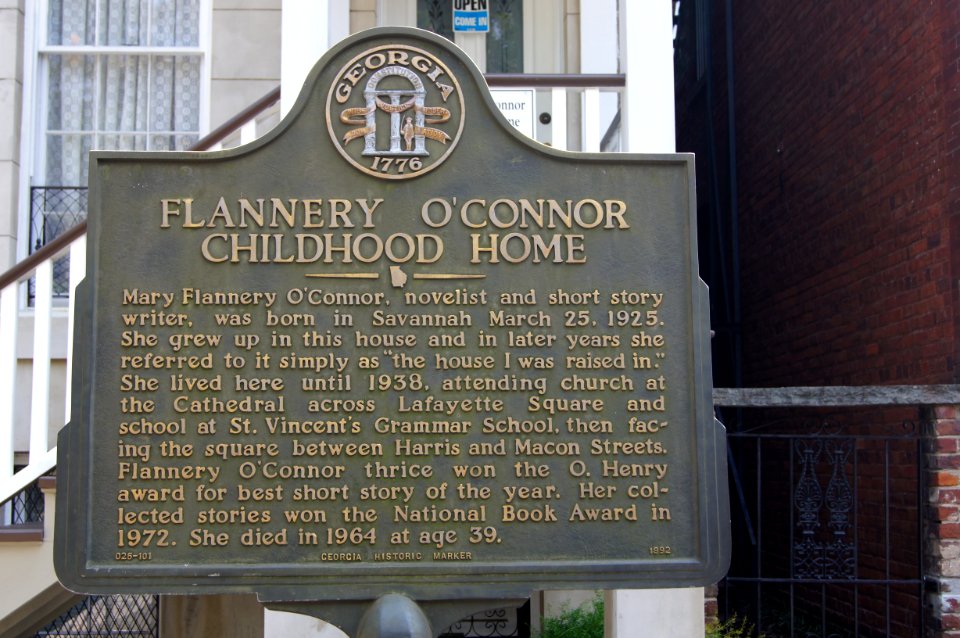 OPEN
COME IN
GEORGIA
CONSTITUTION
1776
FLANNERY O'CONNOR
CHILDHOOD HOME
Mary Flannery O'Connor, novelist and short story
writer, was born in Savannah March 25, 1925.
She grew up in this house and in later years she
referred to it simply as "the house I was raised in."
She lived here until 1938, attending church at
the Cathedral across Lafayette Square and
school at St. Vincent's Grammar School, then fac-
ing the square between Harris and Macon Streets.
Flannery O'Connor thrice won the O. Henry
award for best short story of the year. Her col-
lected stories won the National Book Award in
1972. She died in 1964 at age 39.
025-101 GEORGIA HISTORIC MARKER 1992